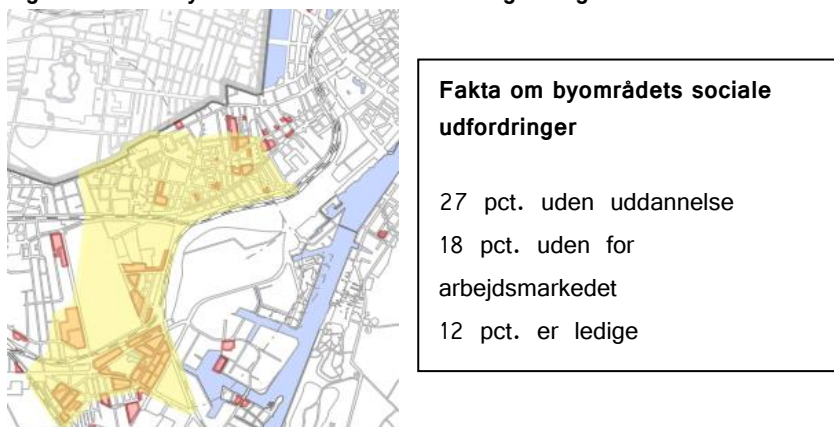 Fakta om byområdets sociale
udfordringer
27 pct. uden uddannelse
18 pct. uden for
arbejdsmarkedet
12 pct. er ledige